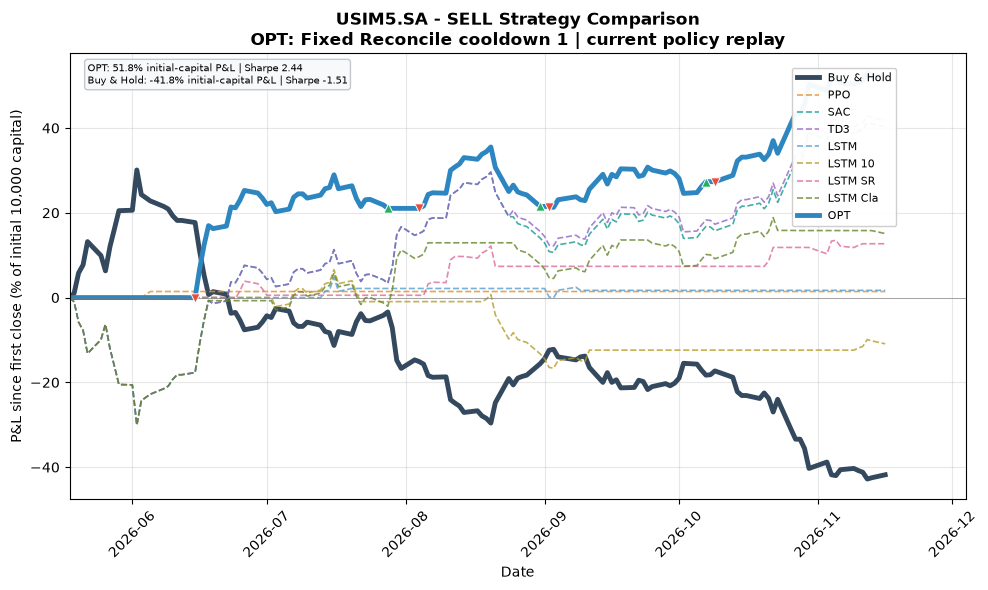 USIM5.SA - SELL Strategy Comparison
OPT: Fixed Reconcile cooldown 1 | current policy replay
OPT: 51.8% initial-capital P&L | Sharpe 2.44
Buy & Hold: -41.8% initial-capital P&L | Sharpe -1.51
Buy & Hold
PPO
SAC
TD3
LSTM
LSTM 10
LSTM SR
LSTM Cla
OPT
P&L since first close (% of initial 10,000 capital)
40
20
0
−20
−40
2026-06
2026-07
2026-08
2026-09
2026-10
2026-11
2026-12
Date